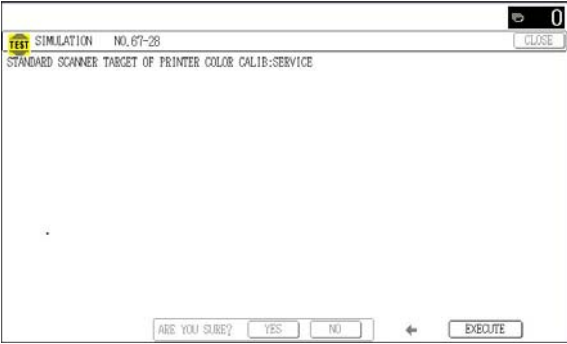 0
TEST SIMULATION NO.67-28 CLOSE
STANDARD SCANNER TARGET OF PRINTER COLOR CALIB:SERVICE
ARE YOU SURE? YES NO EXECUTE